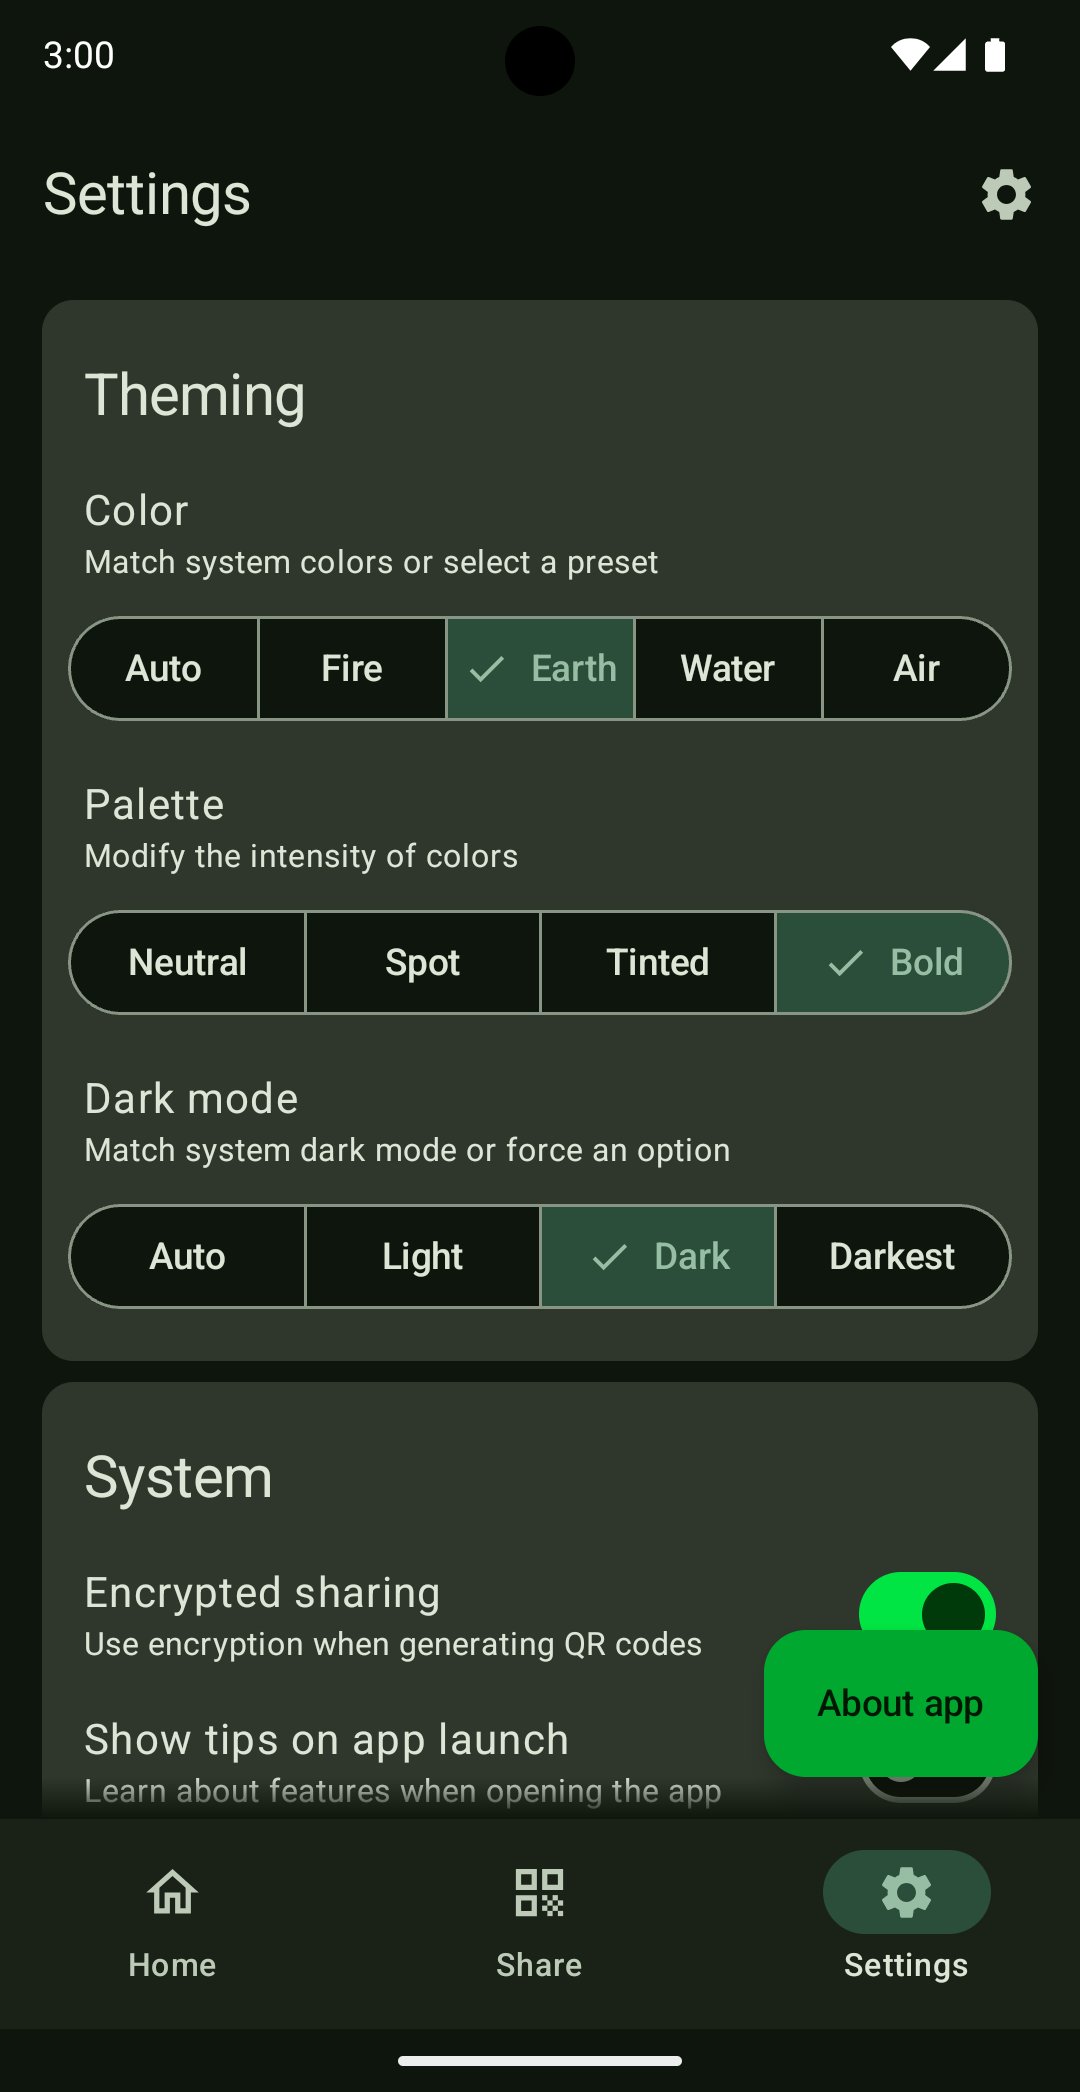 3:00
Settings
Theming
Color
Match system colors or select a preset
Auto Fire Earth Water Air
Palette
Modify the intensity of colors
Neutral Spot Tinted Bold
Dark mode
Match system dark mode or force an option
Auto Light Dark Darkest
System
Encrypted sharing
Use encryption when generating QR codes
About app
Show tips on app launch
Learn about features when opening the app
Home Share Settings